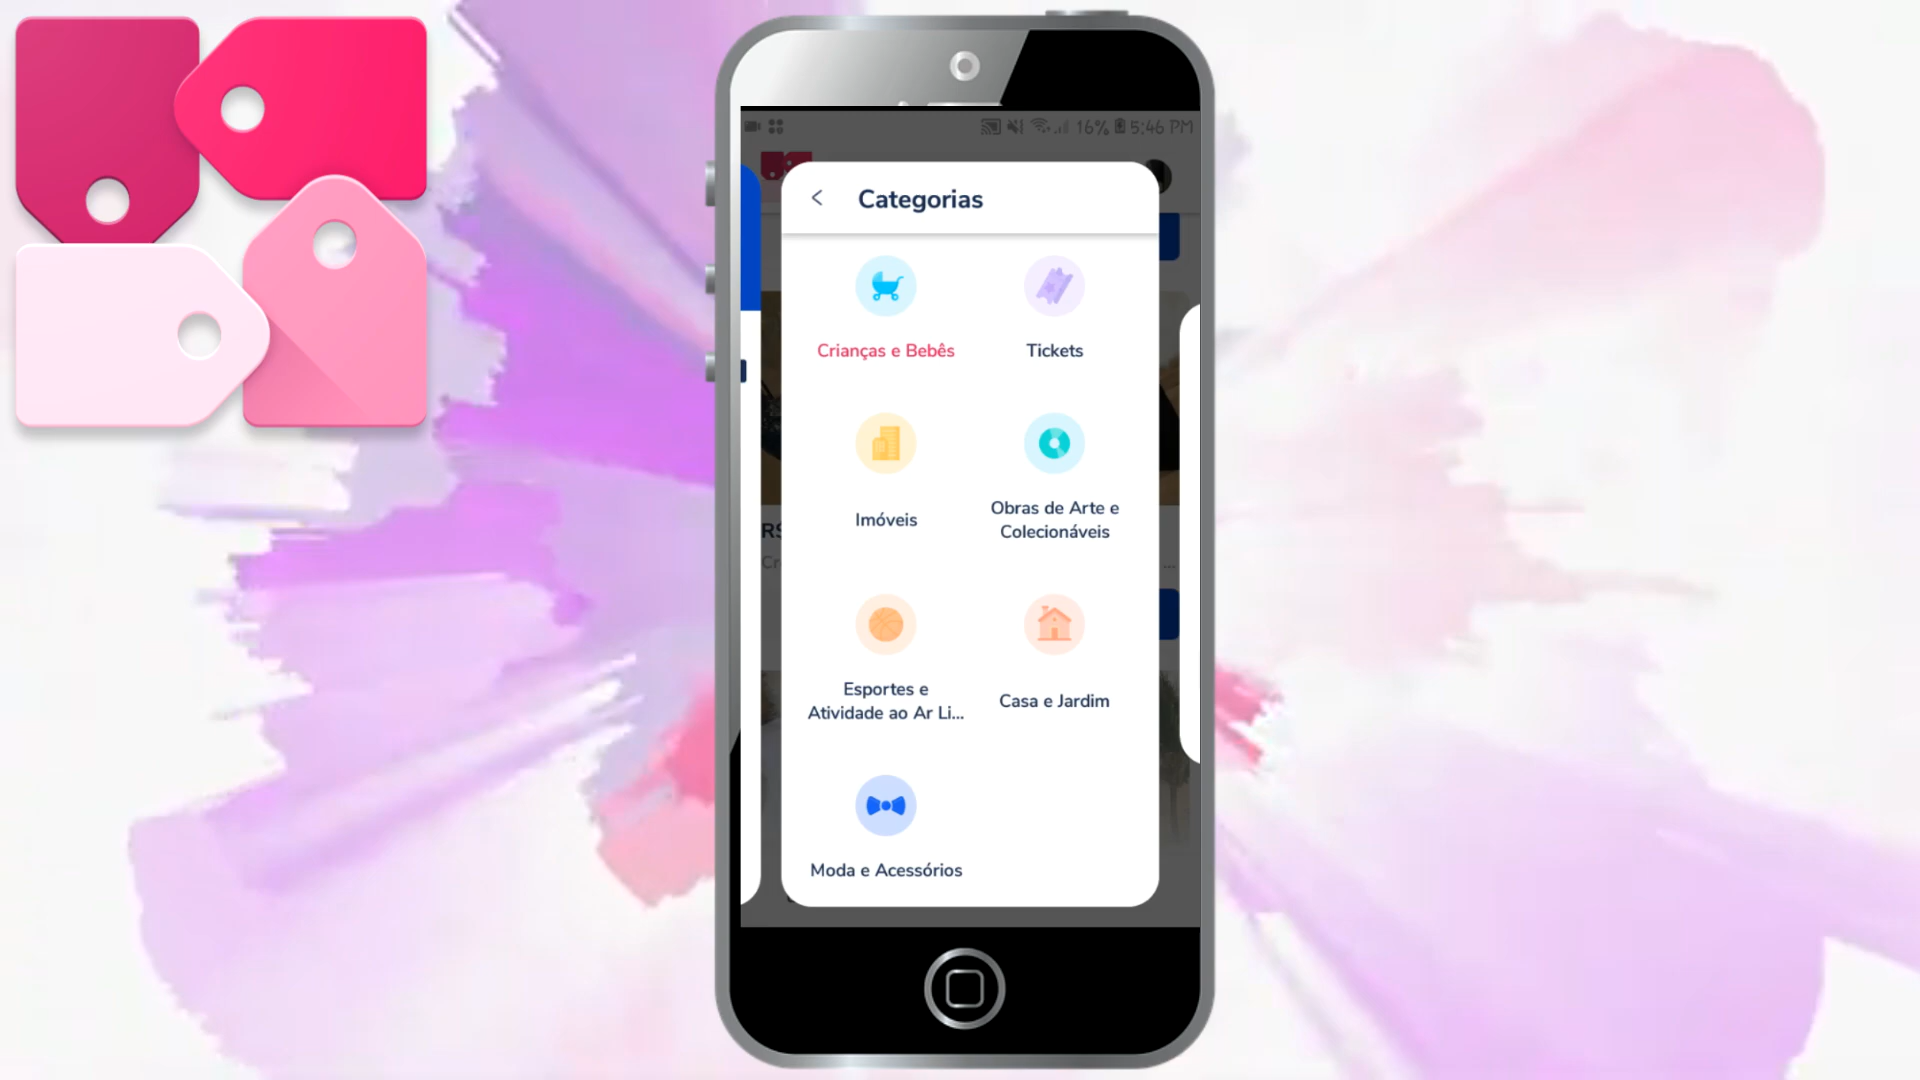 16% 5:46 PM
Categorias
Crianças e Bebês
Tickets
Imóveis
Obras de Arte e
Colecionáveis
R$
Cr
...
Esportes e
Atividade ao Ar Li...
Casa e Jardim
Moda e Acessórios